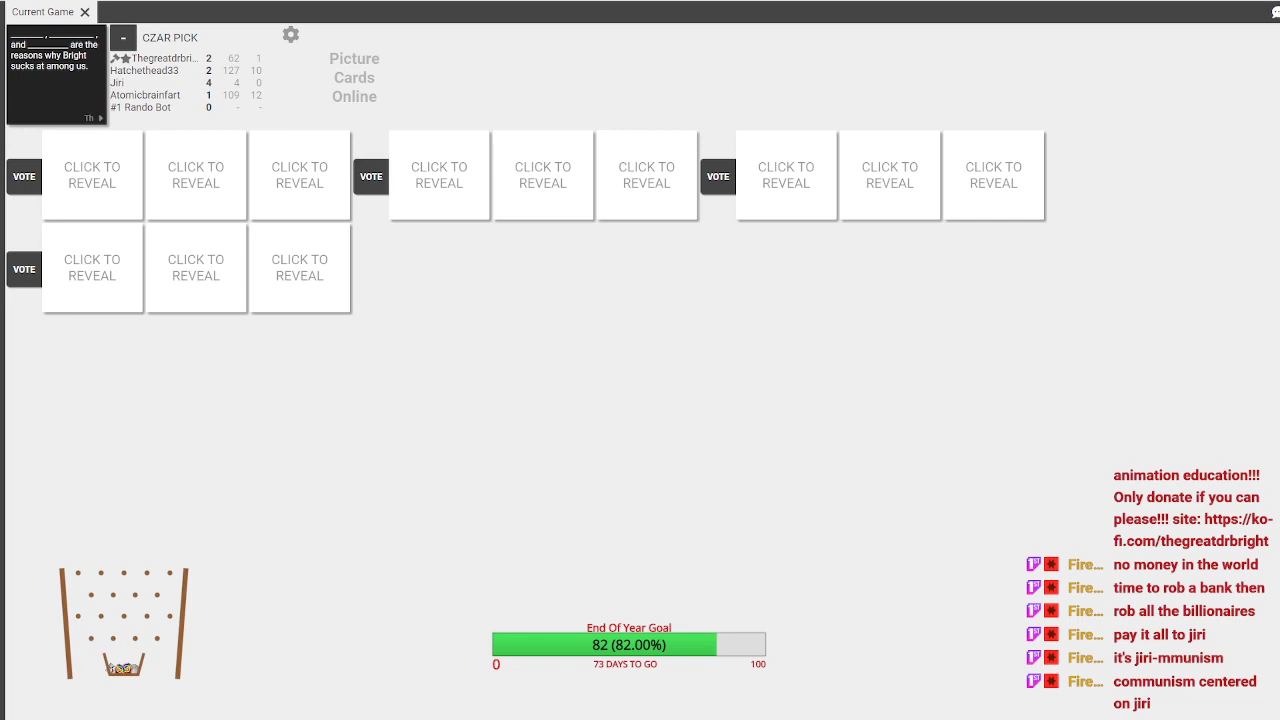 Current Game
________, ________,
and ________ are the
reasons why Bright
sucks at among us.
Th
-
CZAR PICK
Thegreatdrbri... 2 62 1
Hatchethead33 2 127 10
Jiri 4 4 0
Atomicbrainfart 1 109 12
#1 Rando Bot 0 - -
Picture
Cards
Online
VOTE
CLICK TO
REVEAL
CLICK TO
REVEAL
CLICK TO
REVEAL
VOTE
CLICK TO
REVEAL
CLICK TO
REVEAL
CLICK TO
REVEAL
VOTE
CLICK TO
REVEAL
CLICK TO
REVEAL
CLICK TO
REVEAL
VOTE
CLICK TO
REVEAL
CLICK TO
REVEAL
CLICK TO
REVEAL
End Of Year Goal
82 (82.00%)
0 73 DAYS TO GO 100
animation education!!!
Only donate if you can
please!!! site: https://ko-
fi.com/thegreatdrbright
Fire... no money in the world
Fire... time to rob a bank then
Fire... rob all the billionaires
Fire... pay it all to jiri
Fire... it's jiri-mmunism
Fire... communism centered
on jiri